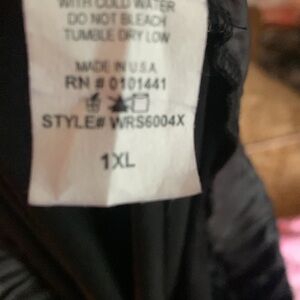 WITH COLD WATER
DO NOT BLEACH
TUMBLE DRY LOW
MADE IN U.S.A.
RN # 0101441
STYLE# WRS6004X
1XL